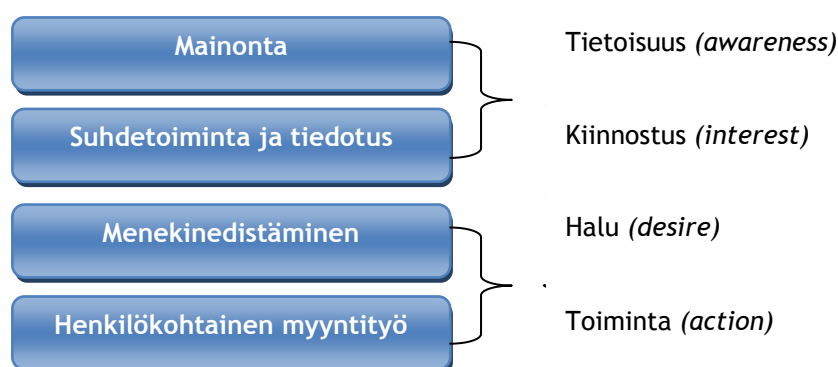 Mainonta
Tietoisuus (awareness)
Suhdetoiminta ja tiedotus
Kiinnostus (interest)
Menekinedistäminen
Halu (desire)
Henkilökohtainen myyntityö
Toiminta (action)